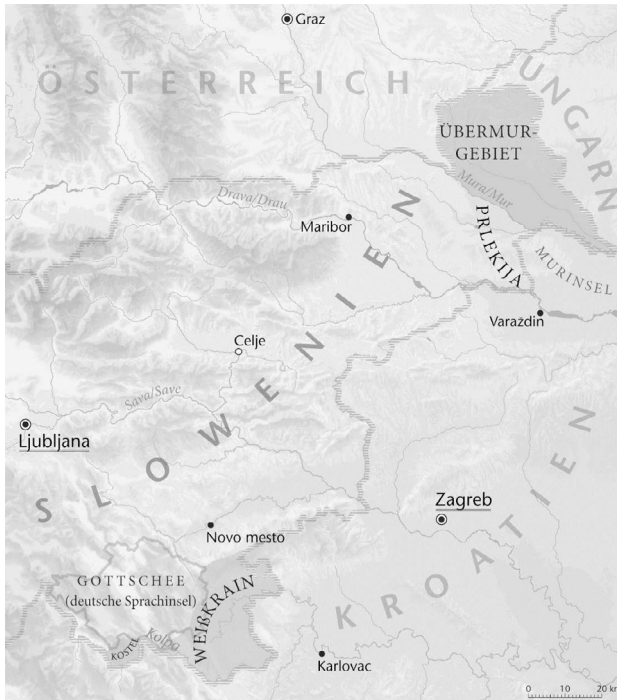 Graz
ÖSTERREICH
UNGARN
ÜBERMUR-
GEBIET
Mura/Mur
Drava/Drau
Maribor
PRLEKIJA
MURINSEL
Varaždin
Celje
Sava/Save
Ljubljana
SLOWENIEN
Zagreb
Novo mesto
KROATIEN
GOTTSCHEE
(deutsche Sprachinsel)
WEIßKRAIN
KOSTEL
Kolpa
Karlovac
0 10 20 km